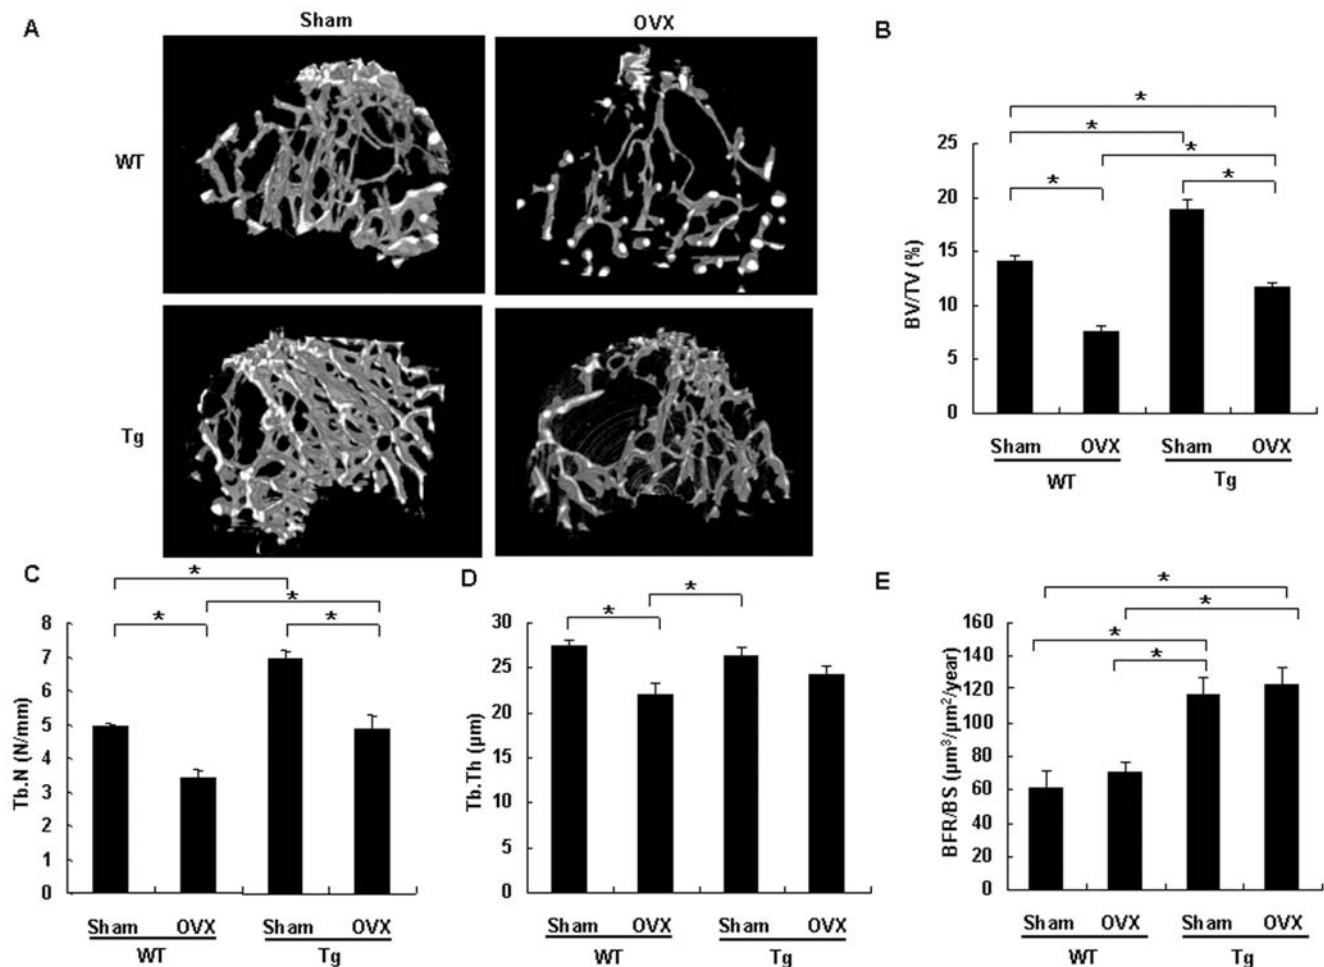 A
Sham
OVX
WT
Tg
B
*
*
*
*
*
25
20
15
10
5
0
BV/TV (%)
Sham OVX Sham OVX
WT Tg
C
*
*
*
*
8
7
6
5
4
3
2
1
0
Tb.N (N/mm)
Sham OVX Sham OVX
WT Tg
D
*
*
30
25
20
15
10
5
0
Tb.Th (µm)
Sham OVX Sham OVX
WT Tg
E
*
*
*
*
160
140
120
100
80
60
40
20
0
BFR/BS (µm³/µm²/year)
Sham OVX Sham OVX
WT Tg